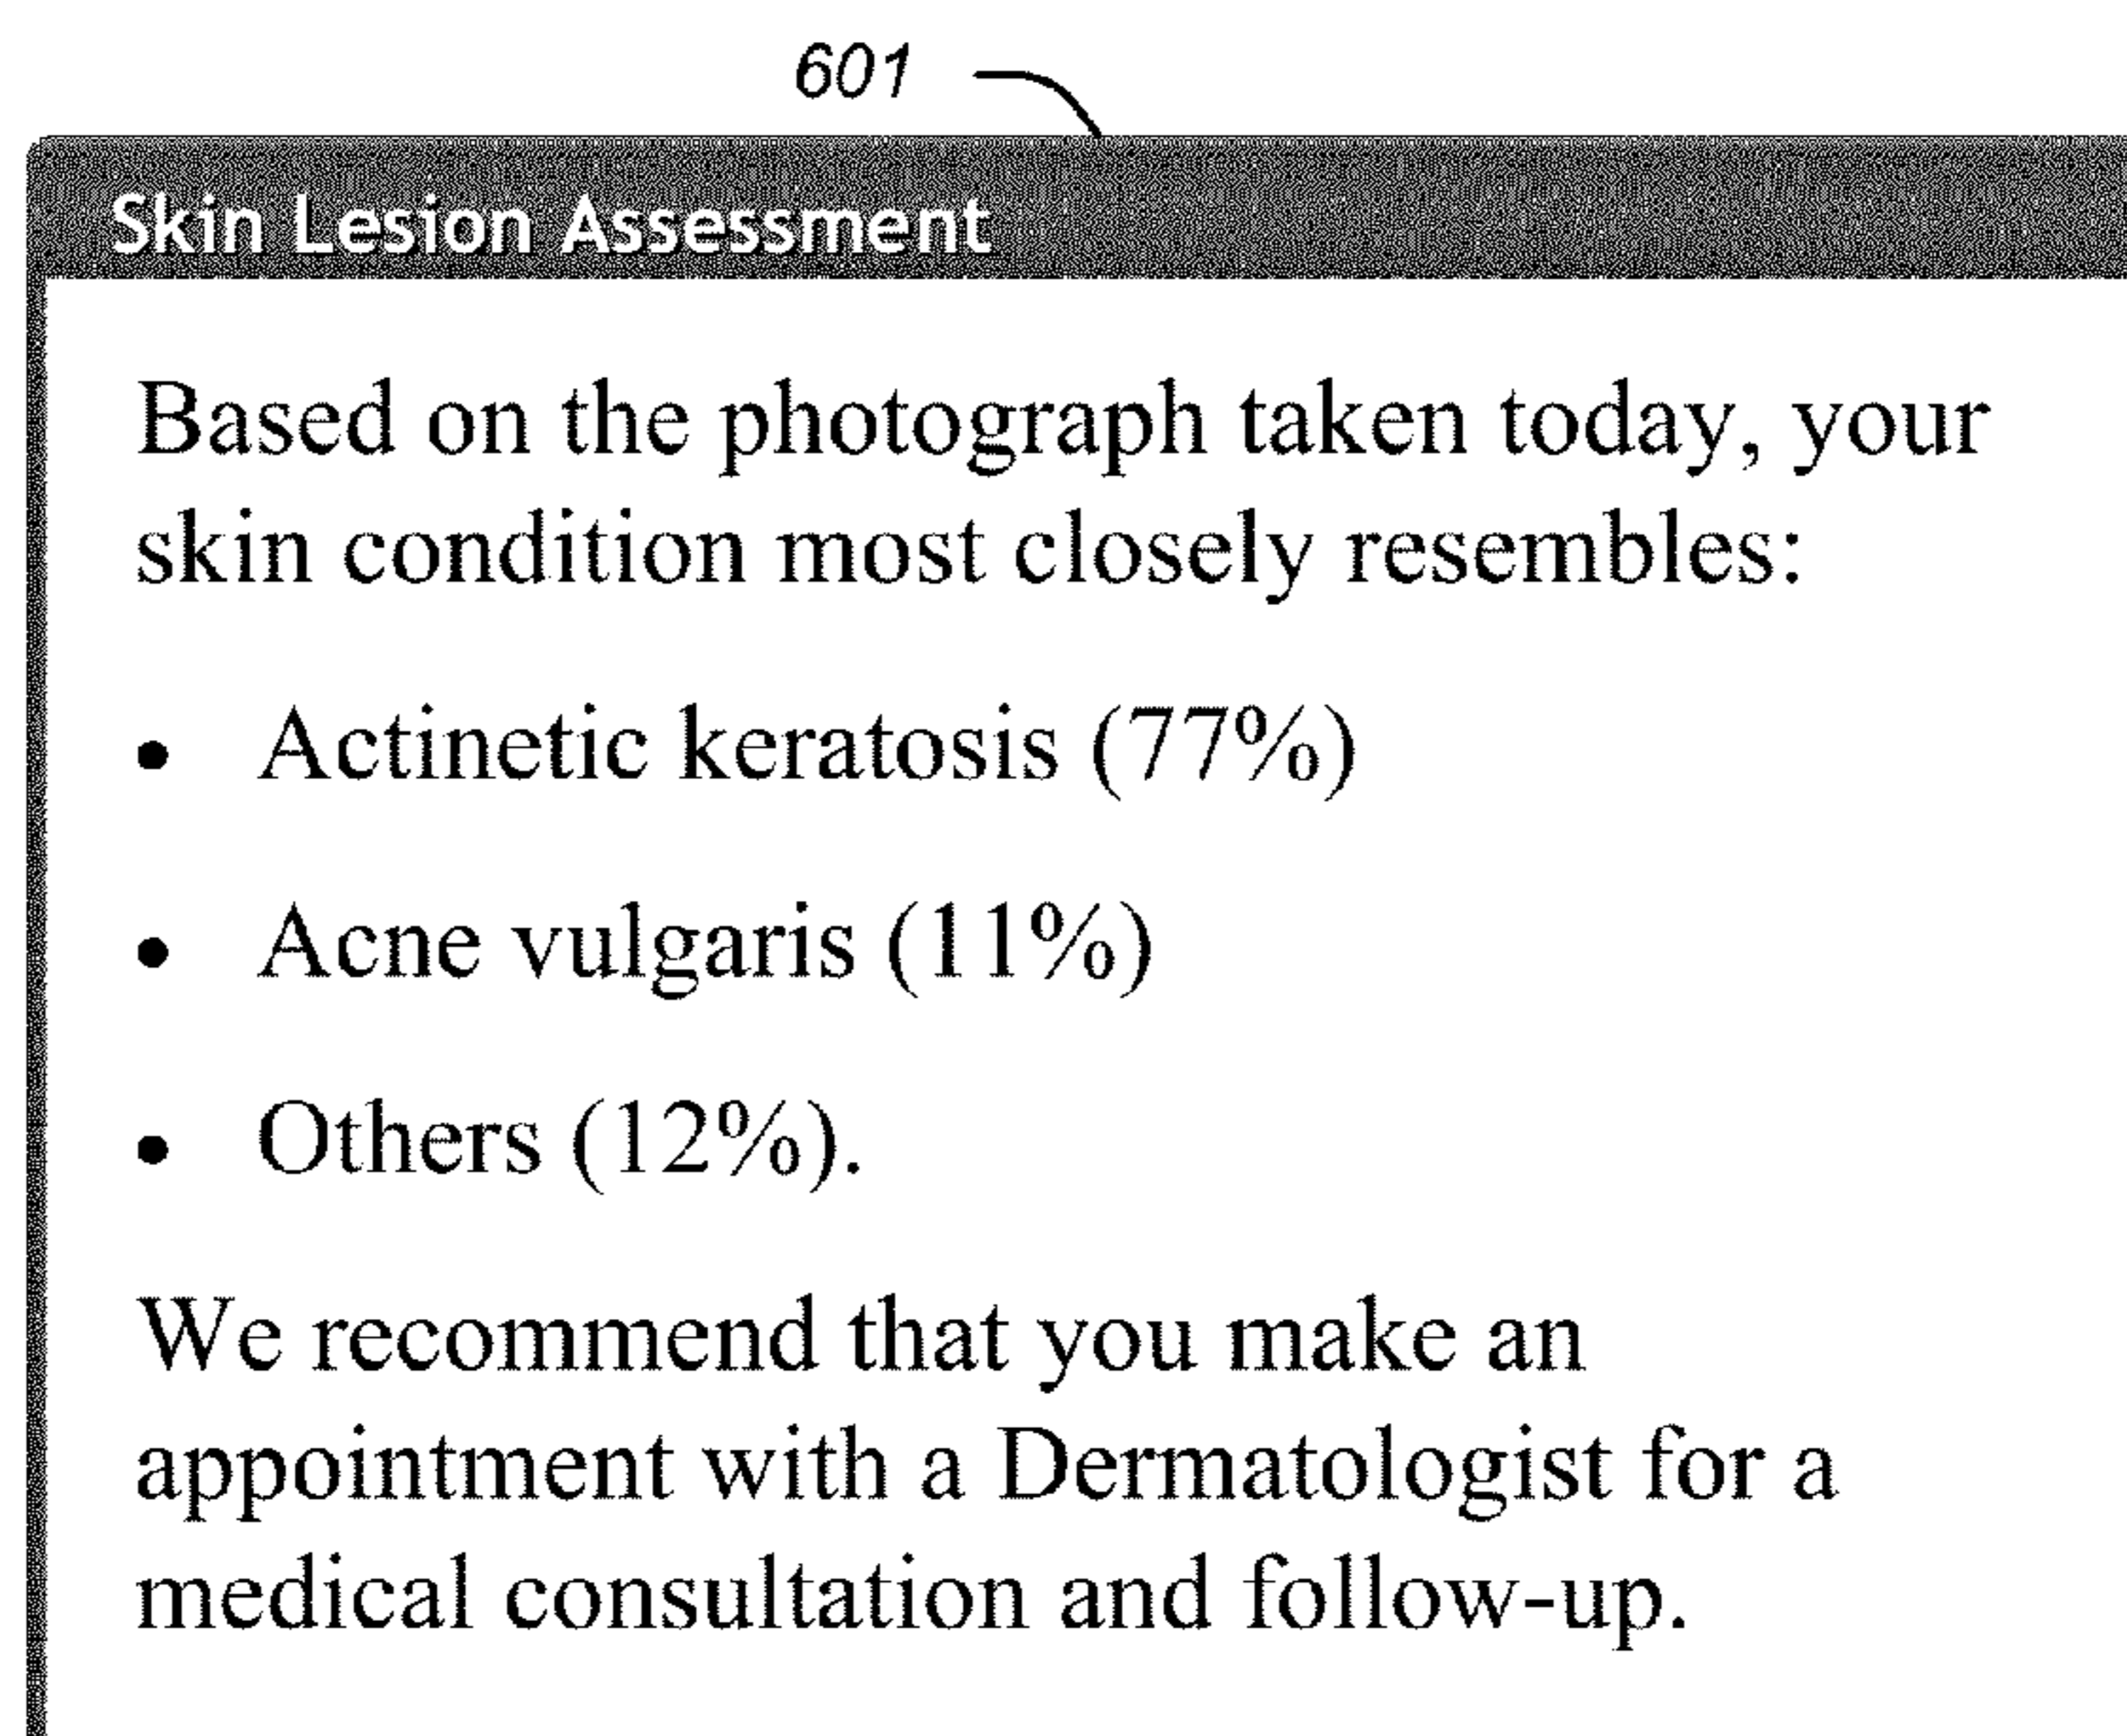 601
Skin Lesion Assessment
Based on the photograph taken today, your
skin condition most closely resembles:
• Actinetic keratosis (77%)
• Acne vulgaris (11%)
• Others (12%).
We recommend that you make an
appointment with a Dermatologist for a
medical consultation and follow-up.